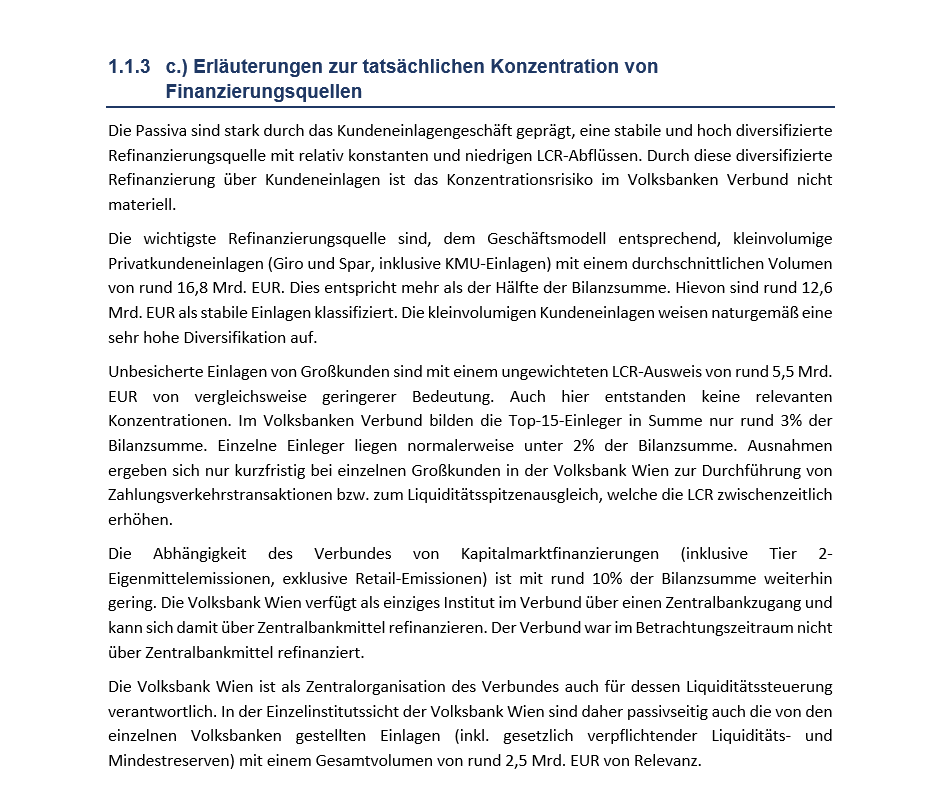 1.1.3 c.) Erläuterungen zur tatsächlichen Konzentration von
Finanzierungsquellen
Die Passiva sind stark durch das Kundeneinlagengeschäft geprägt, eine stabile und hoch diversifizierte
Refinanzierungsquelle mit relativ konstanten und niedrigen LCR-Abflüssen. Durch diese diversifizierte
Refinanzierung über Kundeneinlagen ist das Konzentrationsrisiko im Volksbanken Verbund nicht
materiell.
Die wichtigste Refinanzierungsquelle sind, dem Geschäftsmodell entsprechend, kleinvolumige
Privatkundeneinlagen (Giro und Spar, inklusive KMU-Einlagen) mit einem durchschnittlichen Volumen
von rund 16,8 Mrd. EUR. Dies entspricht mehr als der Hälfte der Bilanzsumme. Hievon sind rund 12,6
Mrd. EUR als stabile Einlagen klassifiziert. Die kleinvolumigen Kundeneinlagen weisen naturgemäß eine
sehr hohe Diversifikation auf.
Unbesicherte Einlagen von Großkunden sind mit einem ungewichteten LCR-Ausweis von rund 5,5 Mrd.
EUR von vergleichsweise geringerer Bedeutung. Auch hier entstanden keine relevanten
Konzentrationen. Im Volksbanken Verbund bilden die Top-15-Einleger in Summe nur rund 3% der
Bilanzsumme. Einzelne Einleger liegen normalerweise unter 2% der Bilanzsumme. Ausnahmen
ergeben sich nur kurzfristig bei einzelnen Großkunden in der Volksbank Wien zur Durchführung von
Zahlungsverkehrstransaktionen bzw. zum Liquiditätsspitzenausgleich, welche die LCR zwischenzeitlich
erhöhen.
Die Abhängigkeit des Verbundes von Kapitalmarktfinanzierungen (inklusive Tier 2-
Eigenmittelemissionen, exklusive Retail-Emissionen) ist mit rund 10% der Bilanzsumme weiterhin
gering. Die Volksbank Wien verfügt als einziges Institut im Verbund über einen Zentralbankzugang und
kann sich damit über Zentralbankmittel refinanzieren. Der Verbund war im Betrachtungszeitraum nicht
über Zentralbankmittel refinanziert.
Die Volksbank Wien ist als Zentralorganisation des Verbundes auch für dessen Liquiditätssteuerung
verantwortlich. In der Einzelinstitutssicht der Volksbank Wien sind daher passivseitig auch die von den
einzelnen Volksbanken gestellten Einlagen (inkl. gesetzlich verpflichtender Liquiditäts- und
Mindestreserven) mit einem Gesamtvolumen von rund 2,5 Mrd. EUR von Relevanz.